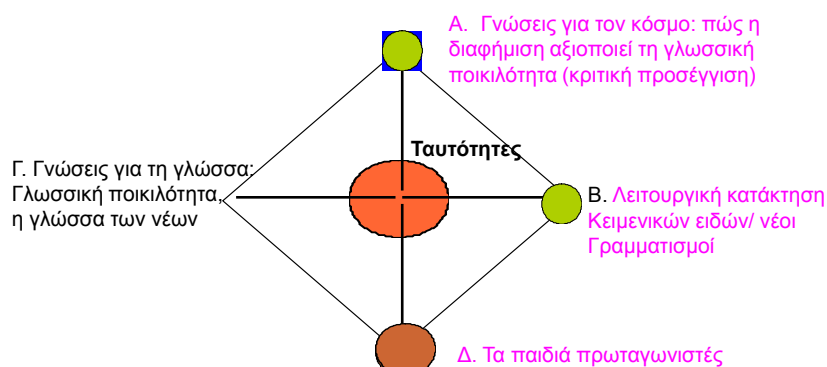 Α. Γνώσεις για τον κόσμο: πώς η
διαφήμιση αξιοποιεί τη γλωσσική
ποικιλότητα (κριτική προσέγγιση)
Ταυτότητες
Γ. Γνώσεις για τη γλώσσα:
Γλωσσική ποικιλότητα,
η γλώσσα των νέων
Β. Λειτουργική κατάκτηση
Κειμενικών ειδών/ νέοι
Γραμματισμοί
Δ. Τα παιδιά πρωταγωνιστές